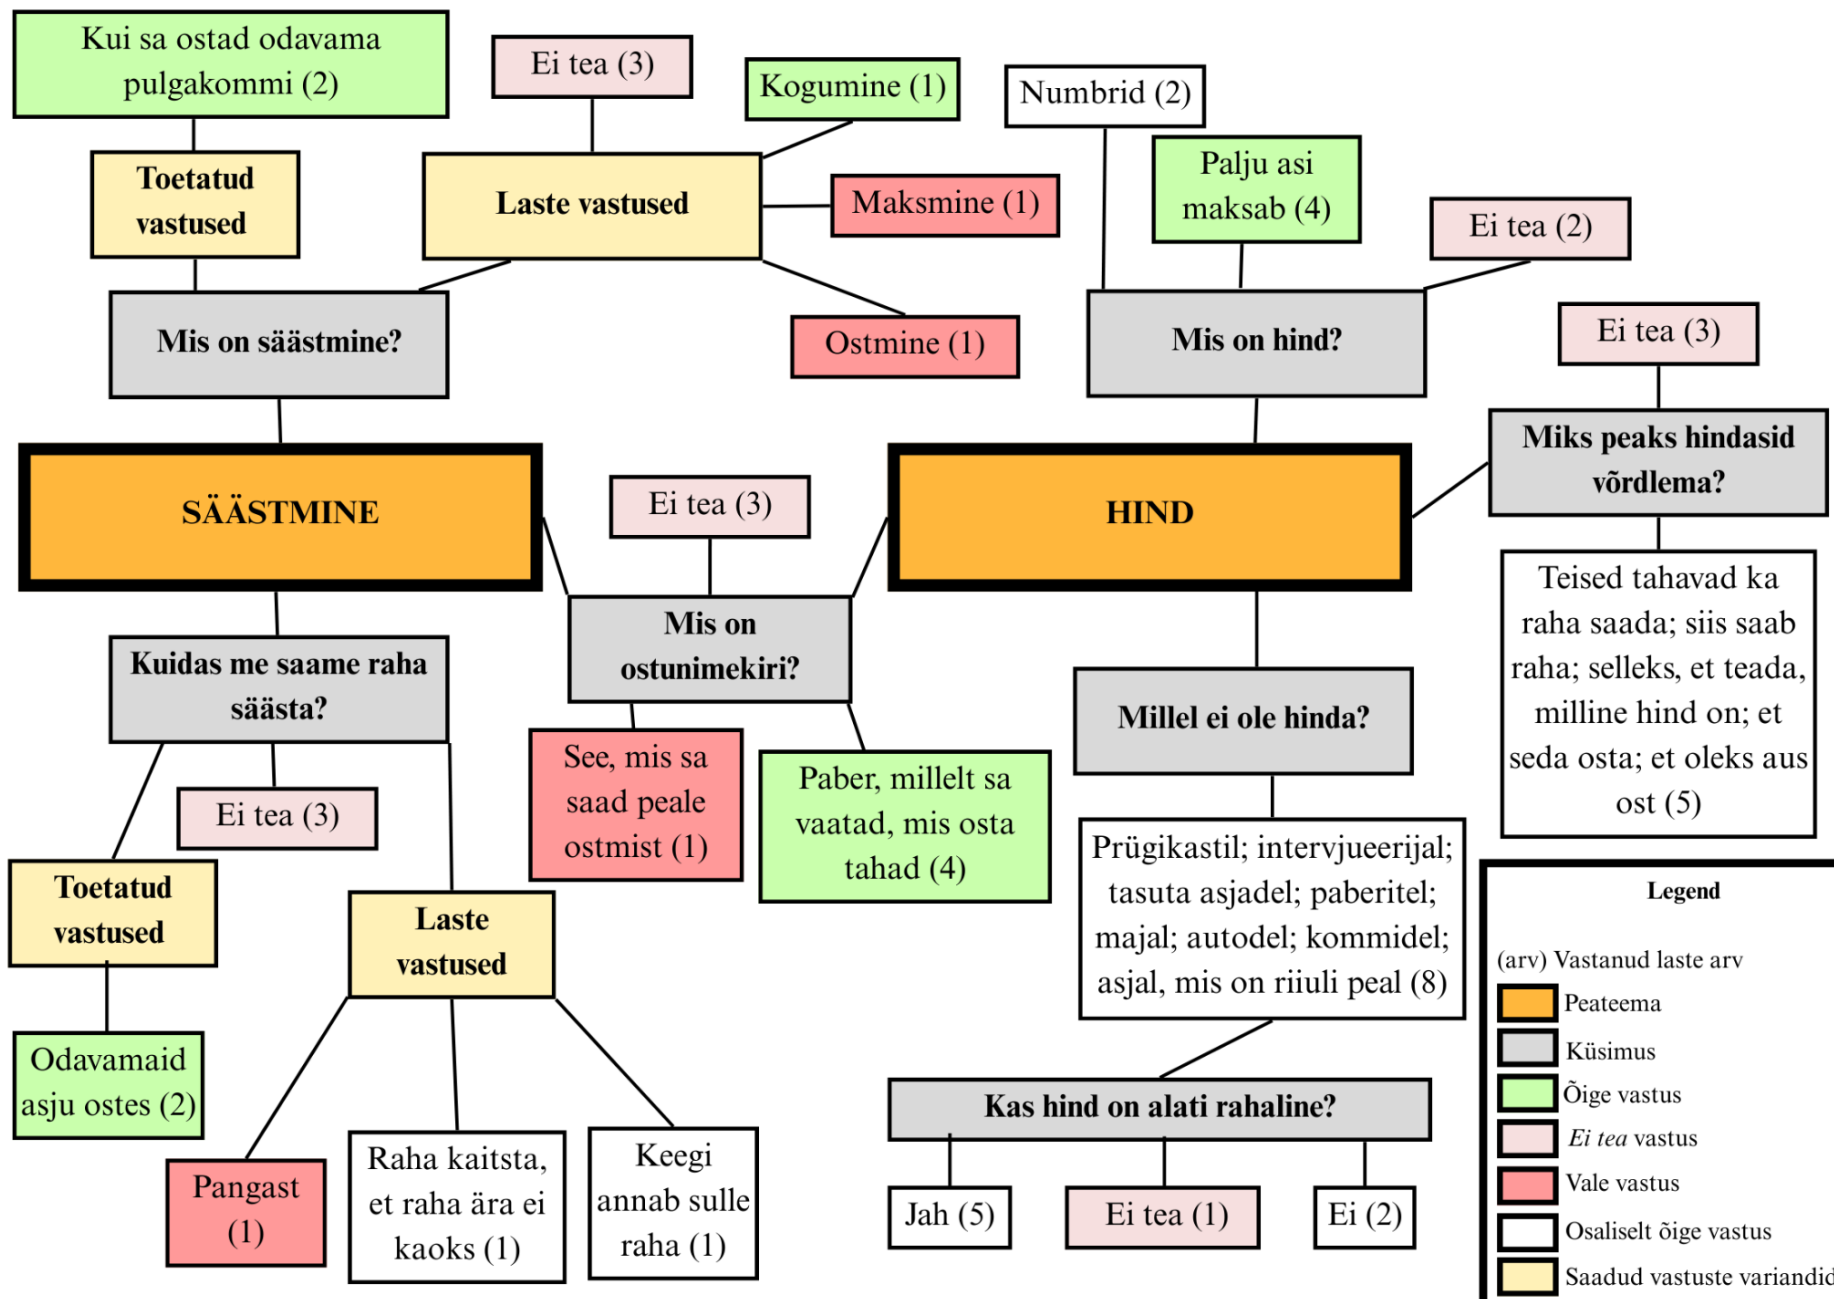 Kui sa ostad odavama
pulgakommi (2)
Ei tea (3)
Kogumine (1)
Numbrid (2)
Toetatud
vastused
Laste vastused
Maksmine (1)
Palju asi
maksab (4)
Ei tea (2)
Mis on säästmine?
Ostmine (1)
Mis on hind?
Ei tea (3)
Miks peaks hindasid
võrdlema?
SÄÄSTMINE
Ei tea (3)
HIND
Teised tahavad ka
raha saada; siis saab
raha; selleks, et teada,
milline hind on; et
seda osta; et oleks aus
ost (5)
Kuidas me saame raha
säästa?
Mis on
ostunimekiri?
Millel ei ole hinda?
See, mis sa
saad peale
ostmist (1)
Paber, millelt sa
vaatad, mis osta
tahad (4)
Ei tea (3)
Toetatud
vastused
Laste
vastused
Prügikastil; intervjueerijal;
tasuta asjadel; paberitel;
majal; autodel; kommidel;
asjal, mis on riiuli peal (8)
Odavamaid
asju ostes (2)
Pangast
(1)
Raha kaitsta,
et raha ära ei
kaoks (1)
Keegi
annab sulle
raha (1)
Kas hind on alati rahaline?
Jah (5)
Ei tea (1)
Ei (2)
Legend
(arv) Vastanud laste arv
Peateema
Küsimus
Õige vastus
Ei tea vastus
Vale vastus
Osaliselt õige vastus
Saadud vastuste variandid